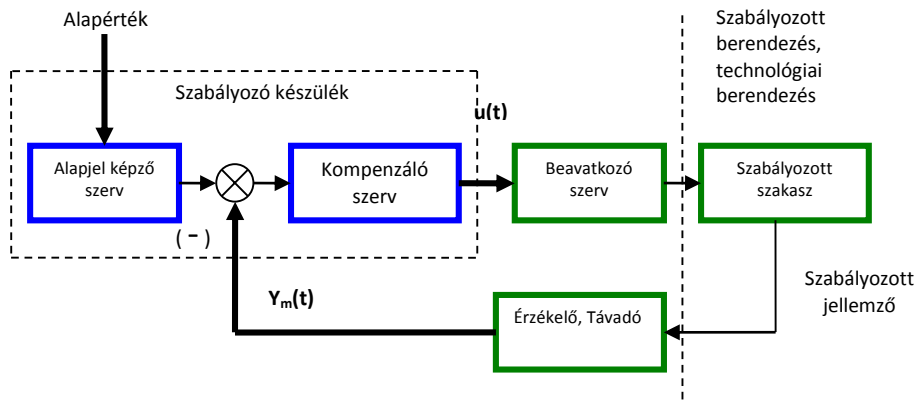 Alapérték
Szabályozott
berendezés,
technológiai
berendezés
Szabályozó készülék
u(t)
Alapjel képző
szerv
Kompenzáló
szerv
Beavatkozó
szerv
Szabályozott
szakasz
( − )
Szabályozott
jellemző
Ym(t)
Érzékelő, Távadó